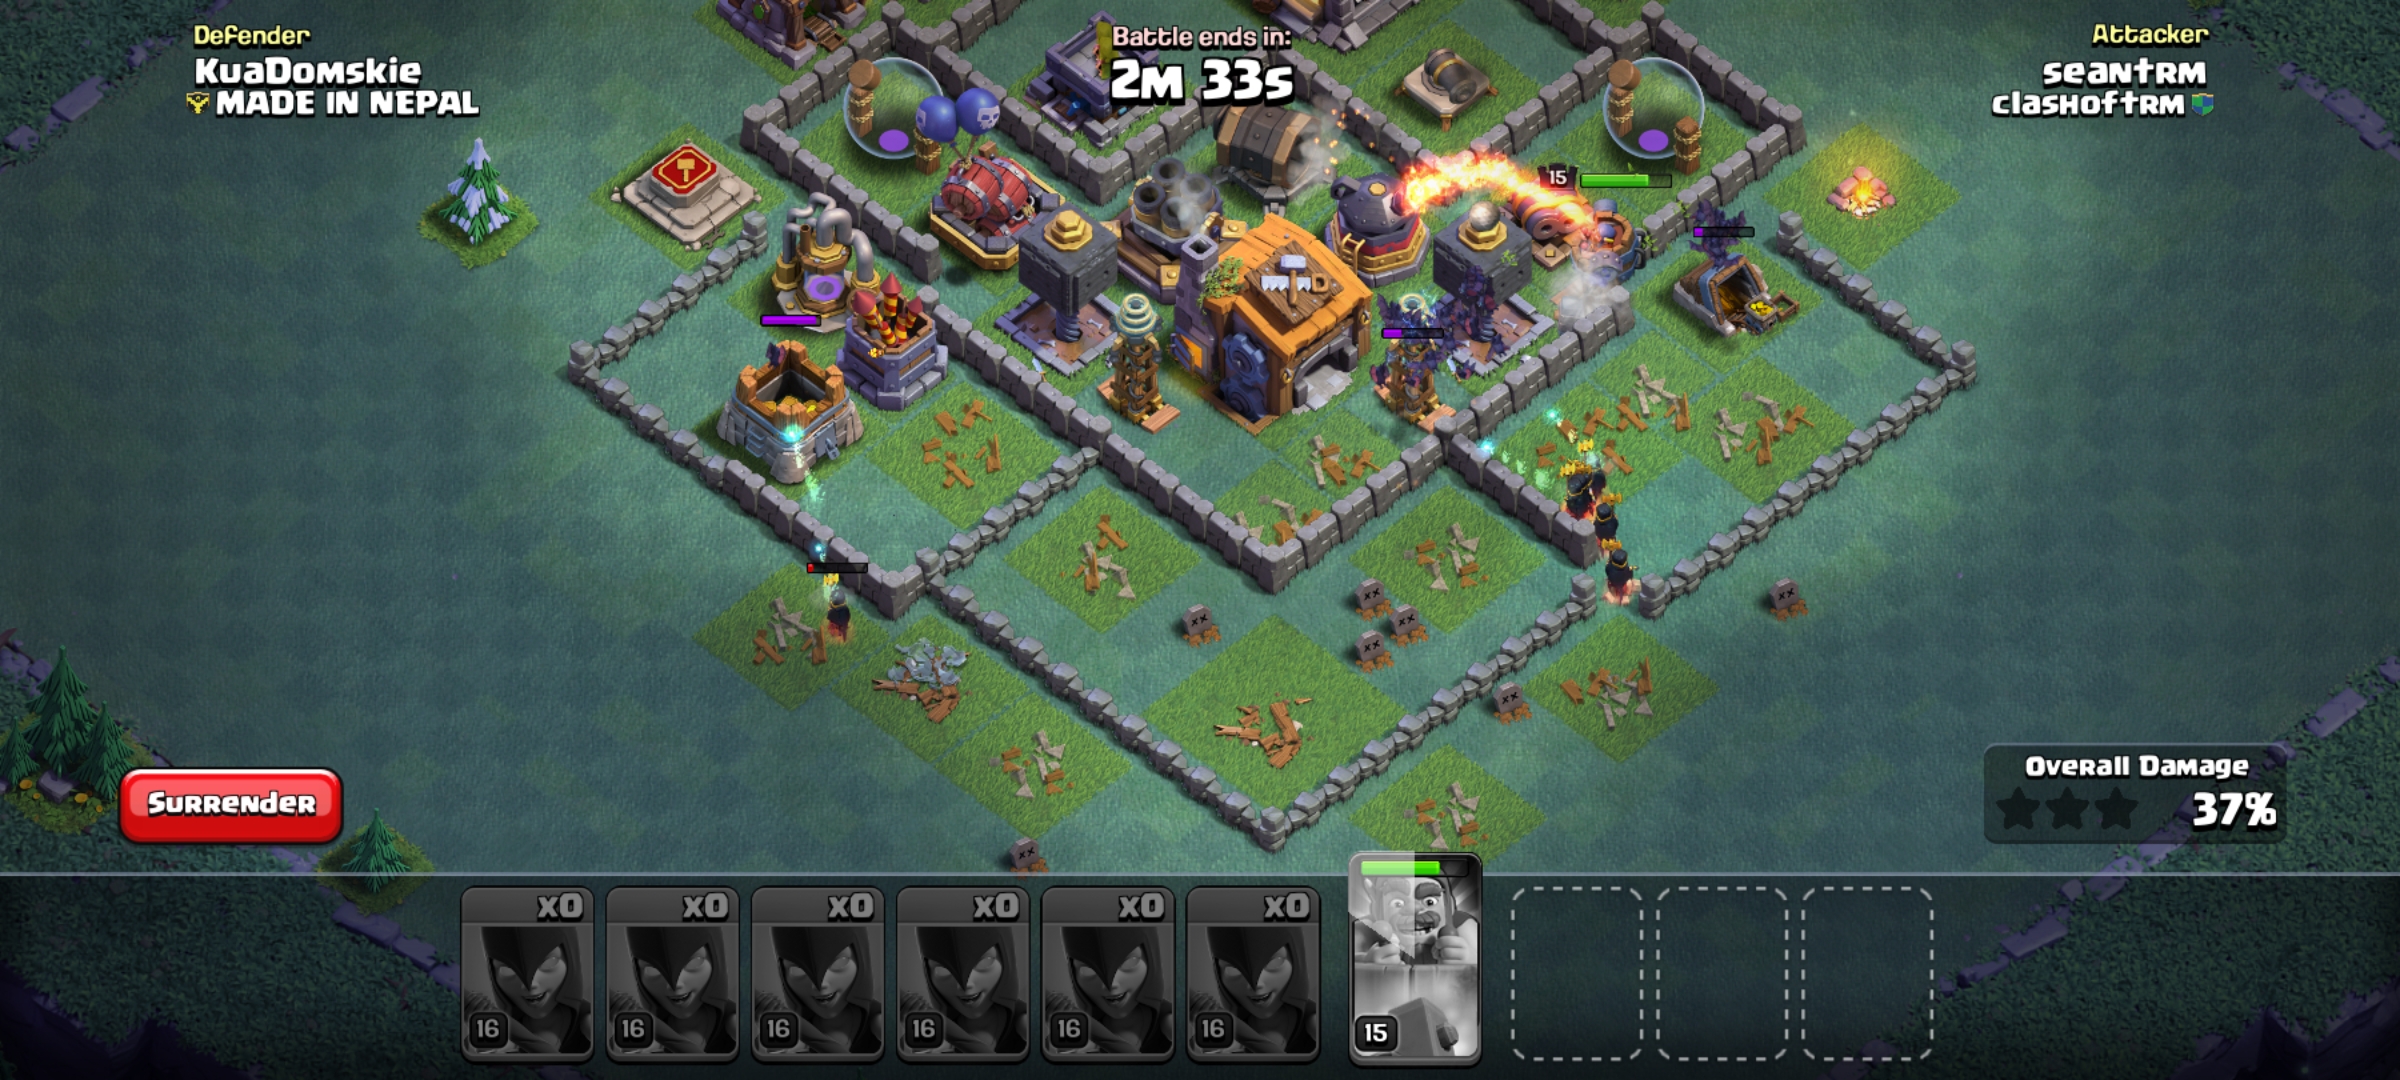 Defender
KuaDomskie
MADE IN NEPAL
Battle ends in:
2M 33s
Attacker
seantRM
clashoftRM
15
Surrender
Overall Damage
37%
x0
x0
x0
x0
x0
x0
16
16
16
16
16
16
15